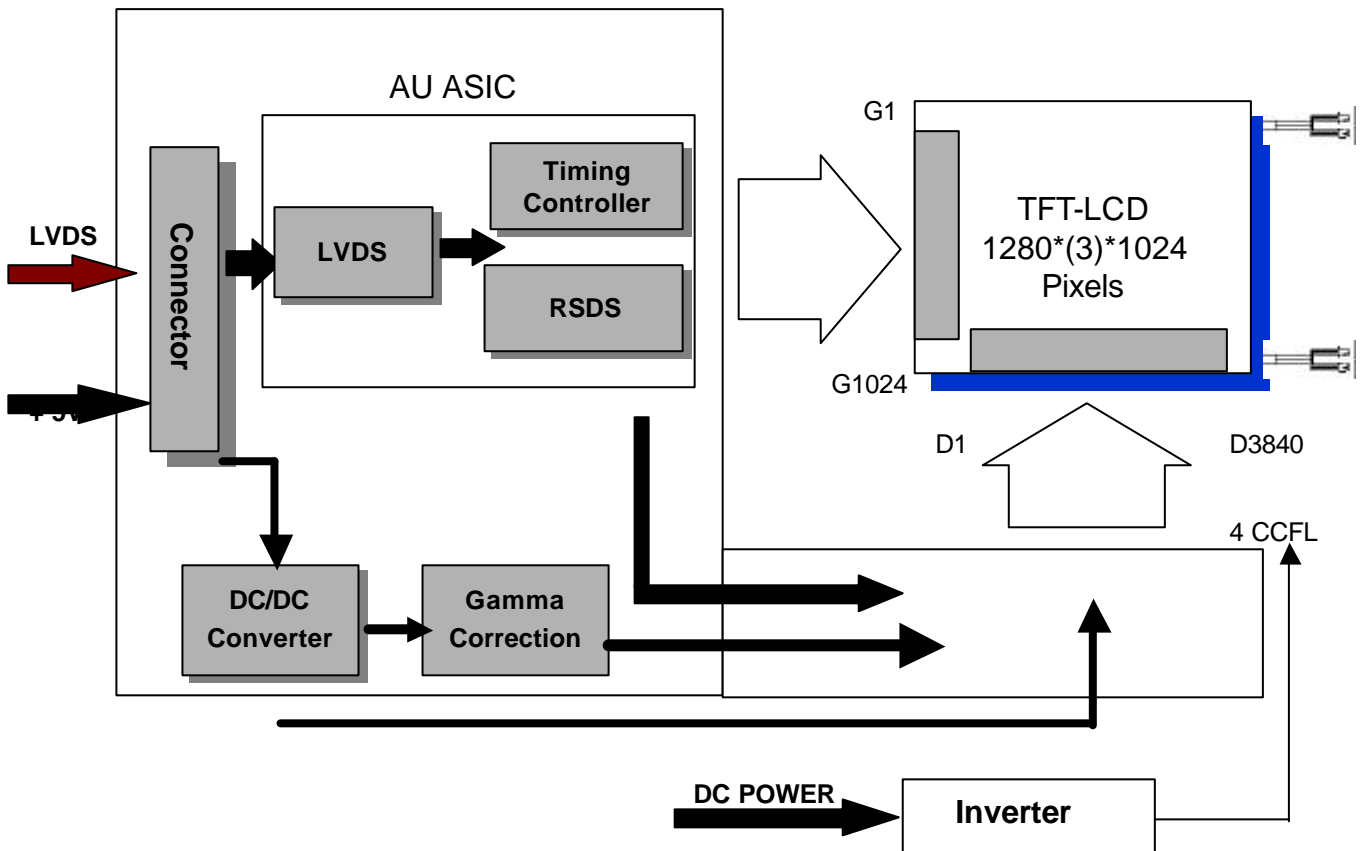 AU ASIC
G1
Timing
Controller
TFT-LCD
1280*(3)*1024
Pixels
LVDS
Connector
LVDS
RSDS
G1024
D1
D3840
4 CCFL
DC/DC
Converter
Gamma
Correction
DC POWER
Inverter